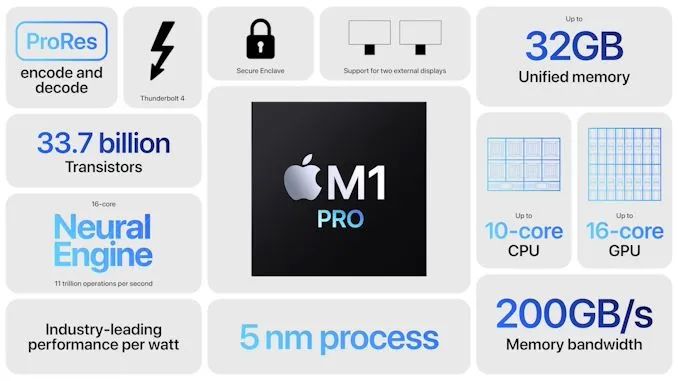 ProRes
encode and
decode
Thunderbolt 4
Secure Enclave
Support for two external displays
Up to
32GB
Unified memory
33.7 billion
Transistors
M1
PRO
16-core
Neural
Engine
11 trillion operations per second
Up to
10-core
CPU
Up to
16-core
GPU
Industry-leading
performance per watt
5 nm process
200GB/s
Memory bandwidth